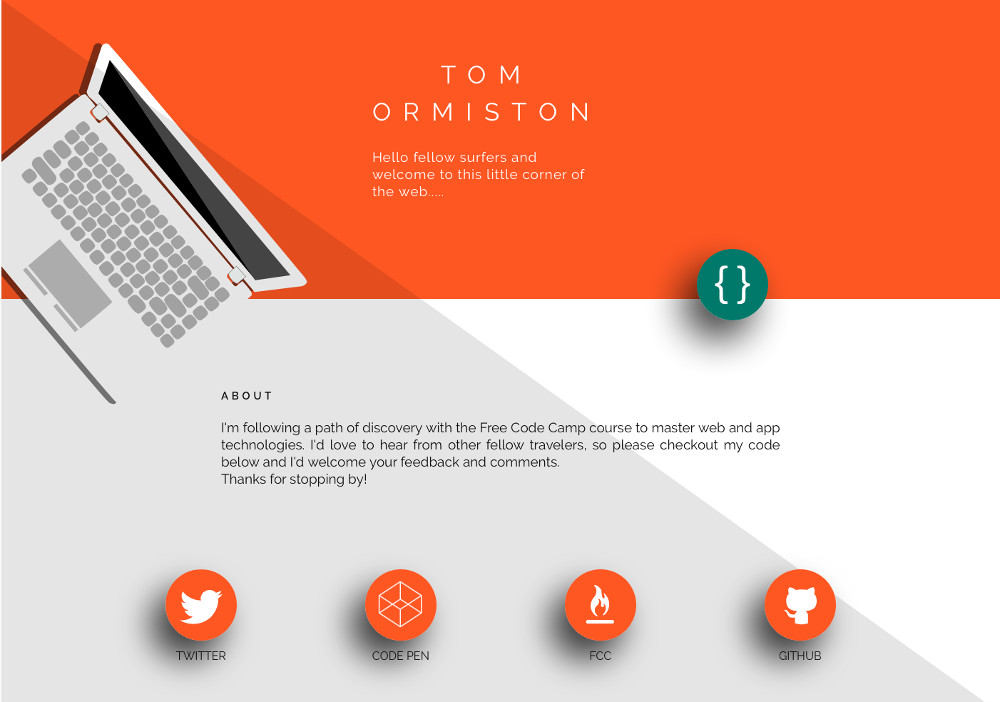 TOM
ORMISTON
Hello fellow surfers and
welcome to this little corner of
the web.....
{ }
ABOUT
I'm following a path of discovery with the Free Code Camp course to master web and app
technologies. I'd love to hear from other fellow travelers, so please checkout my code
below and I'd welcome your feedback and comments.
Thanks for stopping by!
TWITTER
CODE PEN
FCC
GITHUB